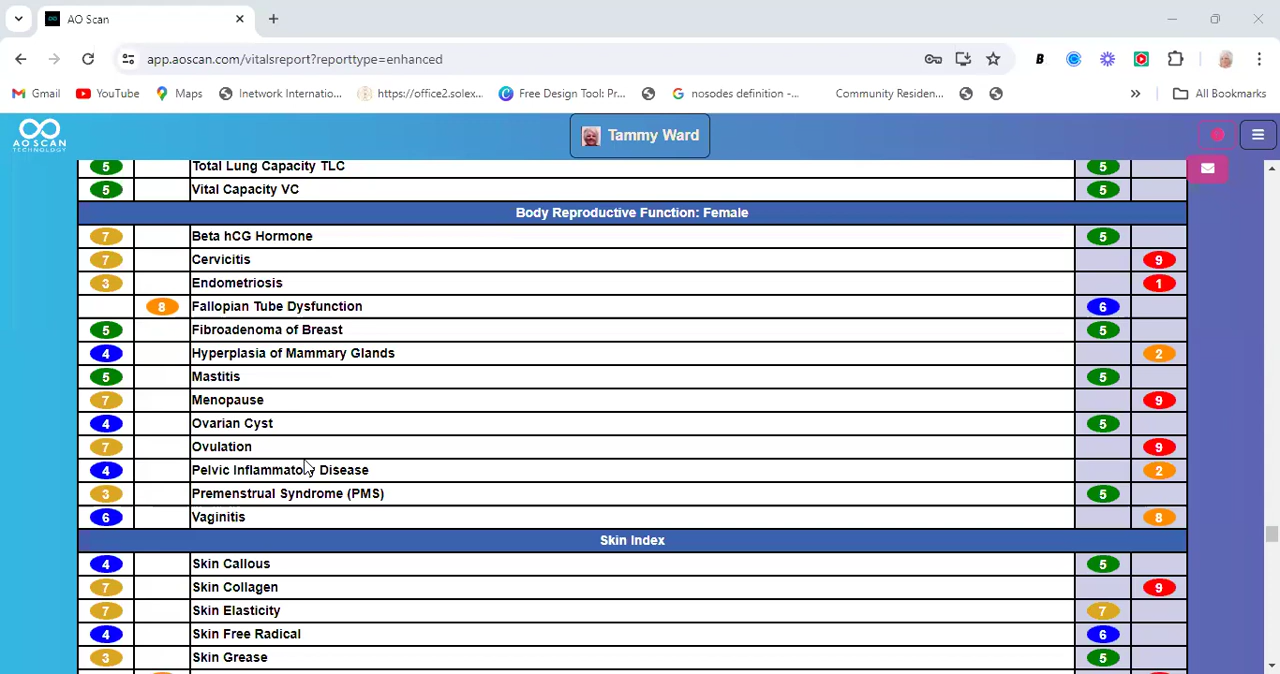 AO Scan
app.aoscan.com/vitalsreport?reporttype=enhanced
B
Gmail YouTube Maps Inetwork Internatio... https://office2.solex... Free Design Tool: Pr... nosodes definition -... Community Residen... » All Bookmarks
AO SCAN
TECHNOLOGY
Tammy Ward
5 Total Lung Capacity TLC 5
5 Vital Capacity VC 5
Body Reproductive Function: Female
7 Beta hCG Hormone 5
7 Cervicitis 9
3 Endometriosis 1
8 Fallopian Tube Dysfunction 6
5 Fibroadenoma of Breast 5
4 Hyperplasia of Mammary Glands 2
5 Mastitis 5
7 Menopause 9
4 Ovarian Cyst 5
7 Ovulation 9
4 Pelvic Inflammatory Disease 2
3 Premenstrual Syndrome (PMS) 5
6 Vaginitis 8
Skin Index
4 Skin Callous 5
7 Skin Collagen 9
7 Skin Elasticity 7
4 Skin Free Radical 6
3 Skin Grease 5